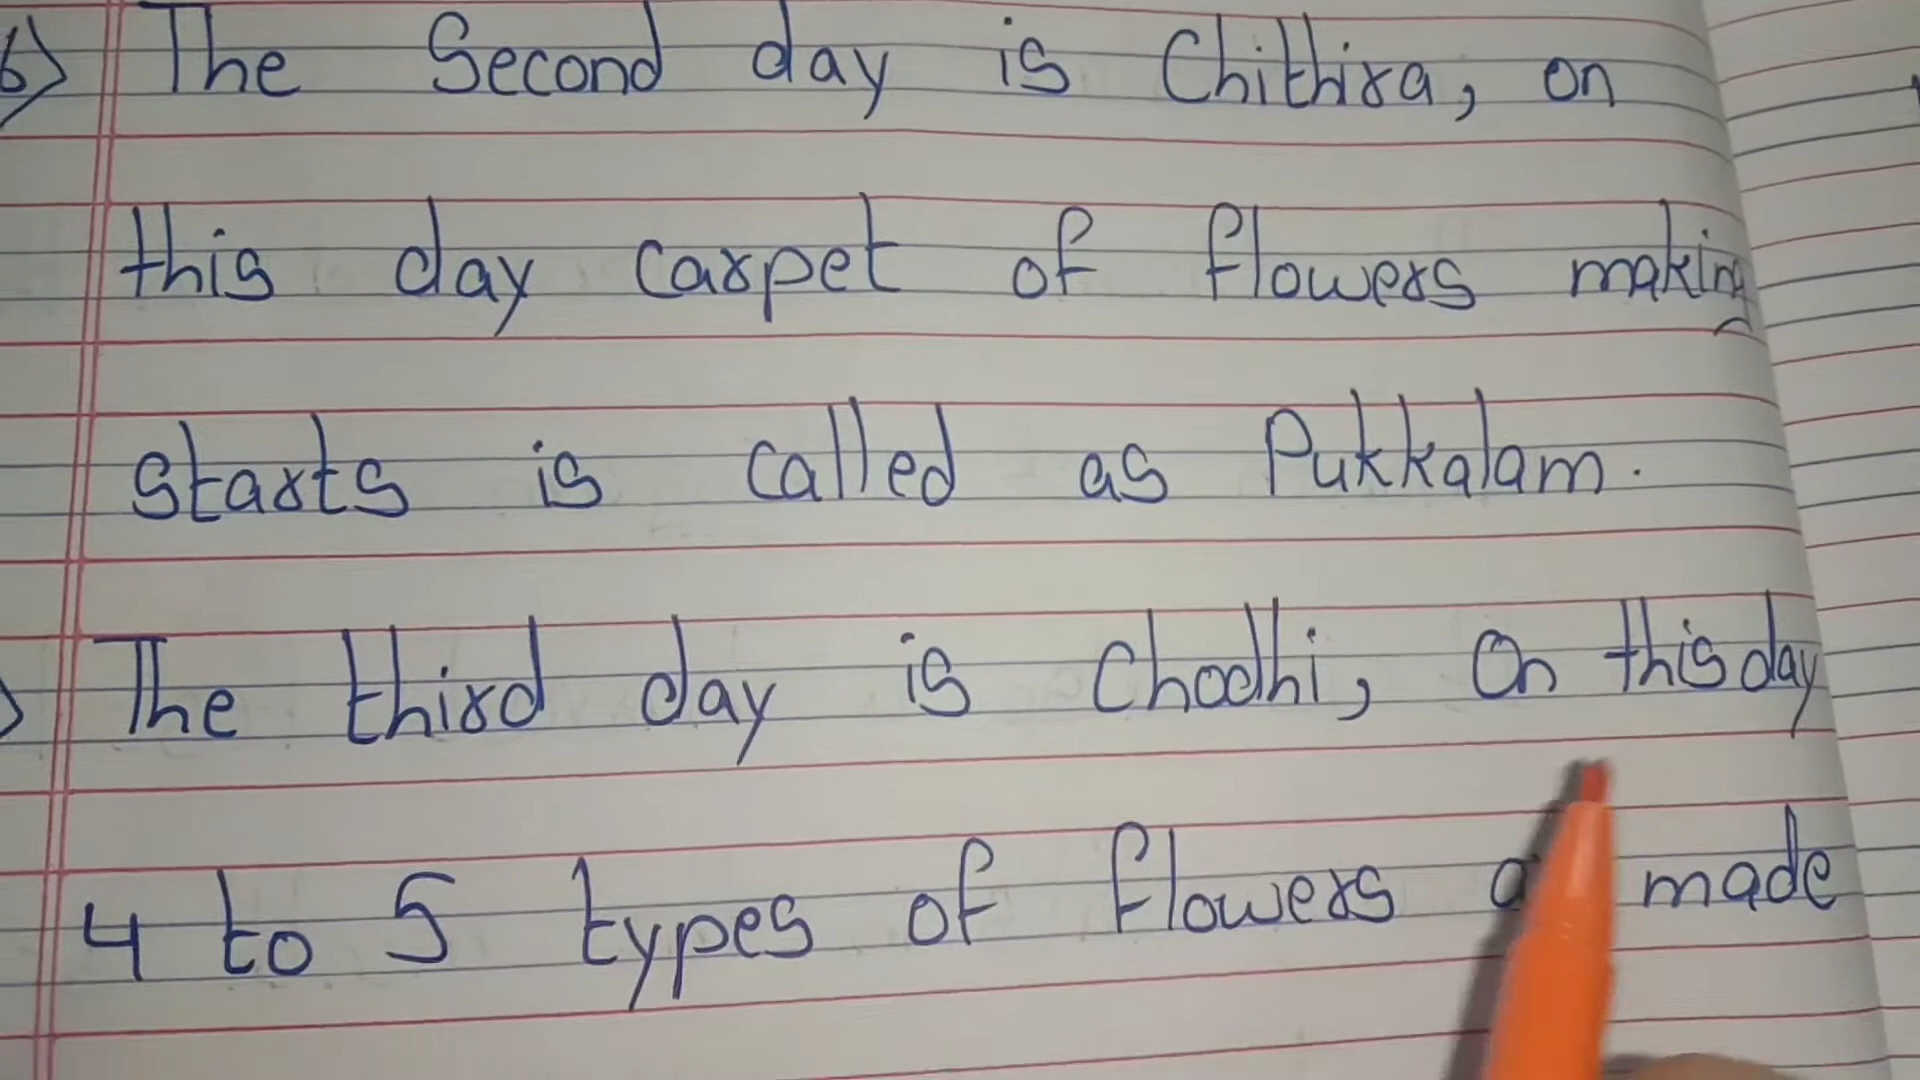 6) The Second day is Chithira, on
this day carpet of flowers making
starts is called as Pukkalam.
The third day is Chodhi, On this day
4 to 5 types of flowers made